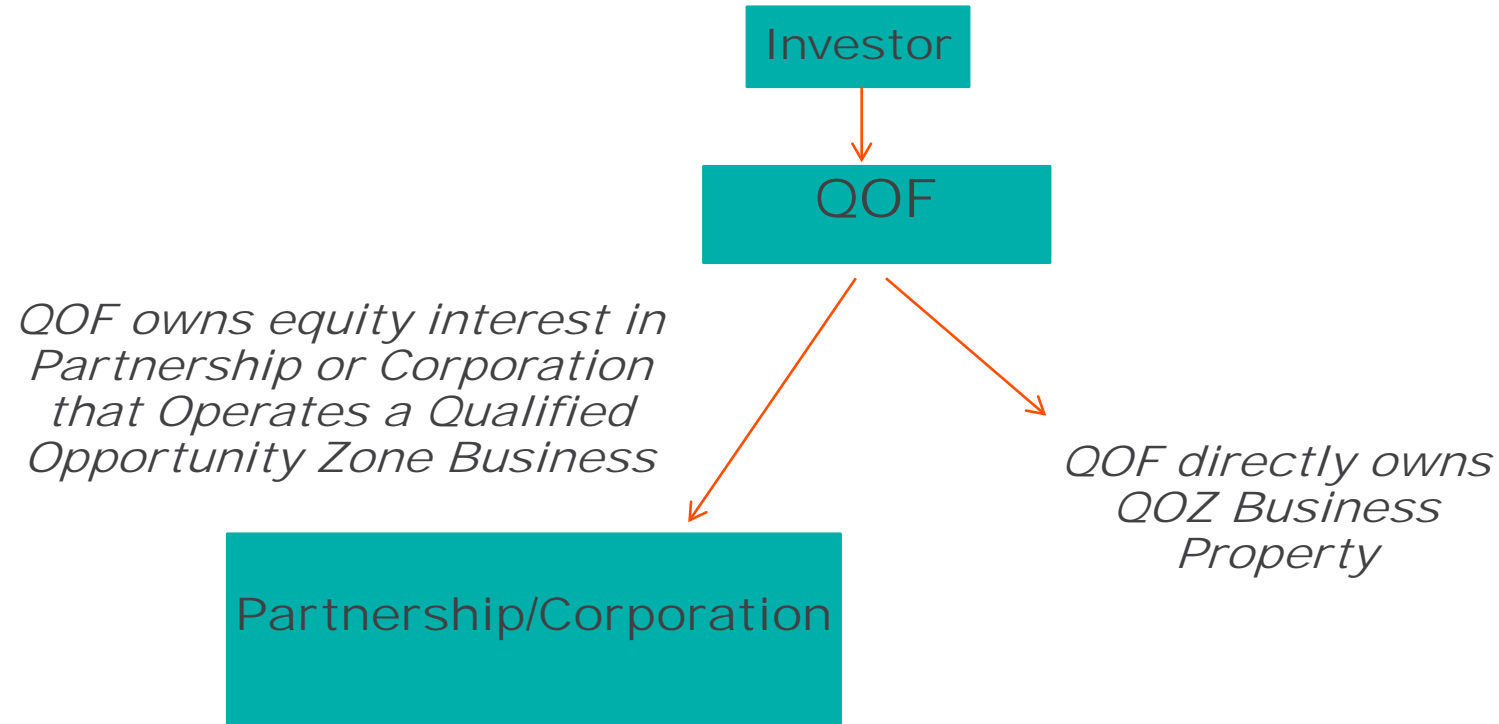 Investor
QOF
QOF owns equity interest in
Partnership or Corporation
that Operates a Qualified
Opportunity Zone Business
QOF directly owns
QOZ Business
Property
Partnership/Corporation